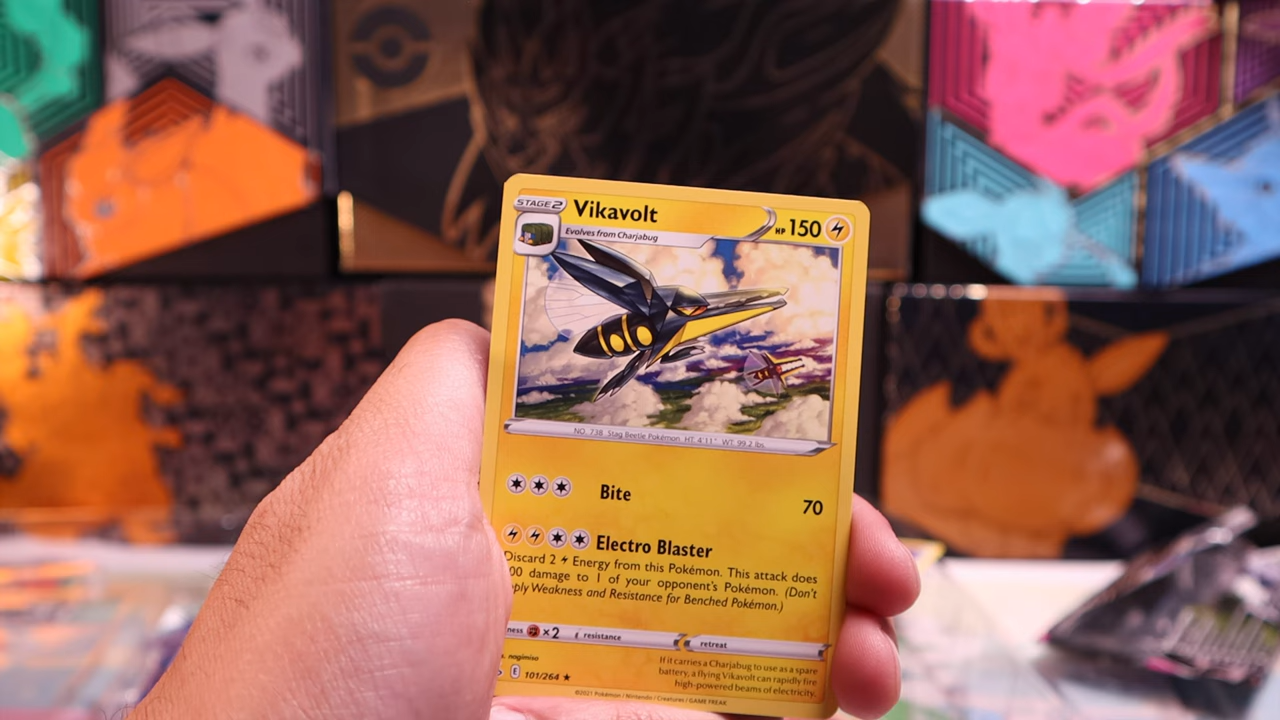 STAGE 2
Vikavolt
HP 150
Evolves from Charjabug
NO. 738 Stag Beetle Pokémon HT: 4'11" WT: 99.2 lbs.
Bite 70
Electro Blaster
Discard 2 Energy from this Pokémon. This attack does
00 damage to 1 of your opponent's Pokémon. (Don't
ply Weakness and Resistance for Benched Pokémon.)
ness ×2 resistance retreat
s. nagimiso
E 101/264 ★
If it carries a Charjabug to use as a spare
battery, a flying Vikavolt can rapidly fire
high-powered beams of electricity.
©2021 Pokémon / Nintendo / Creatures / GAME FREAK